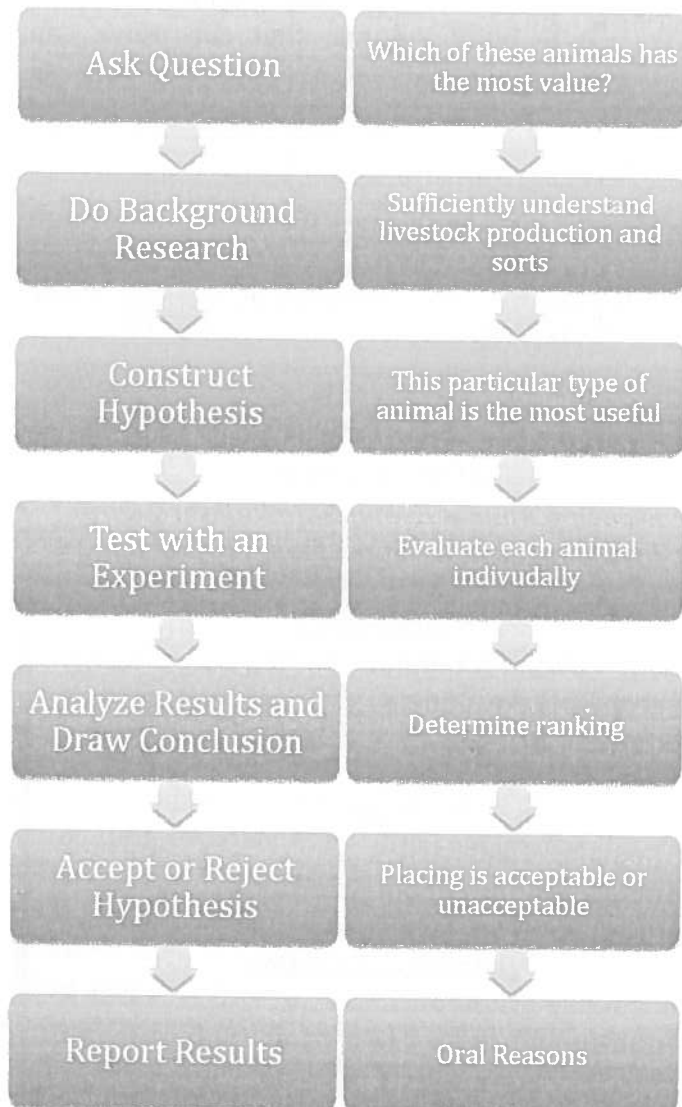 Ask Question
Which of these animals has
the most value?
Do Background
Research
Sufficiently understand
livestock production and
sorts
Construct
Hypothesis
This particular type of
animal is the most useful
Test with an
Experiment
Evaluate each animal
indivudally
Analyze Results and
Draw Conclusion
Determine ranking
Accept or Reject
Hypothesis
Placing is acceptable or
unacceptable
Report Results
Oral Reasons